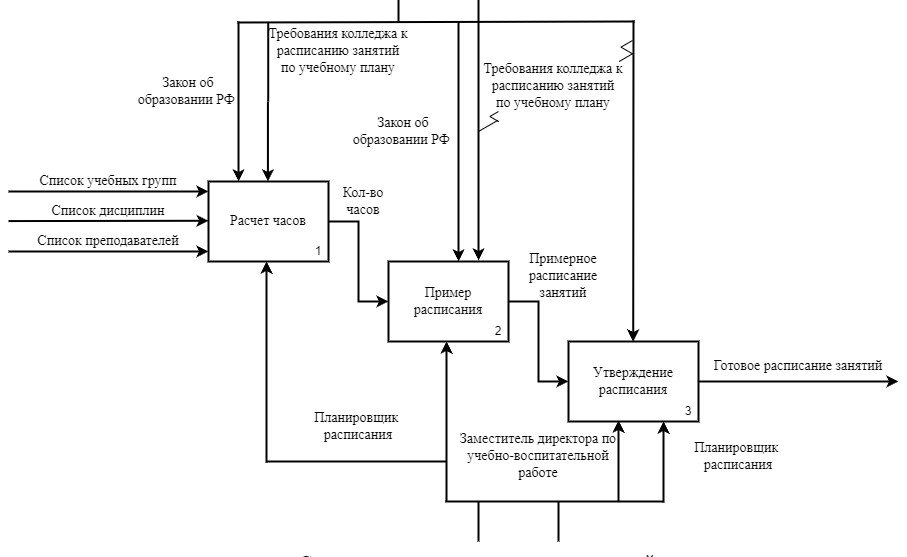 Требования колледжа к
расписанию занятий
по учебному плану
Закон об
образовании РФ
Требования колледжа к
расписанию занятий
по учебному плану
Закон об
образовании РФ
Список учебных групп
Список дисциплин
Список преподавателей
Расчет часов
1
Кол-во
часов
Пример
расписания
2
Примерное
расписание
занятий
Утверждение
расписания
3
Готовое расписание занятий
Планировщик
расписания
Заместитель директора по
учебно-воспитательной
работе
Планировщик
расписания